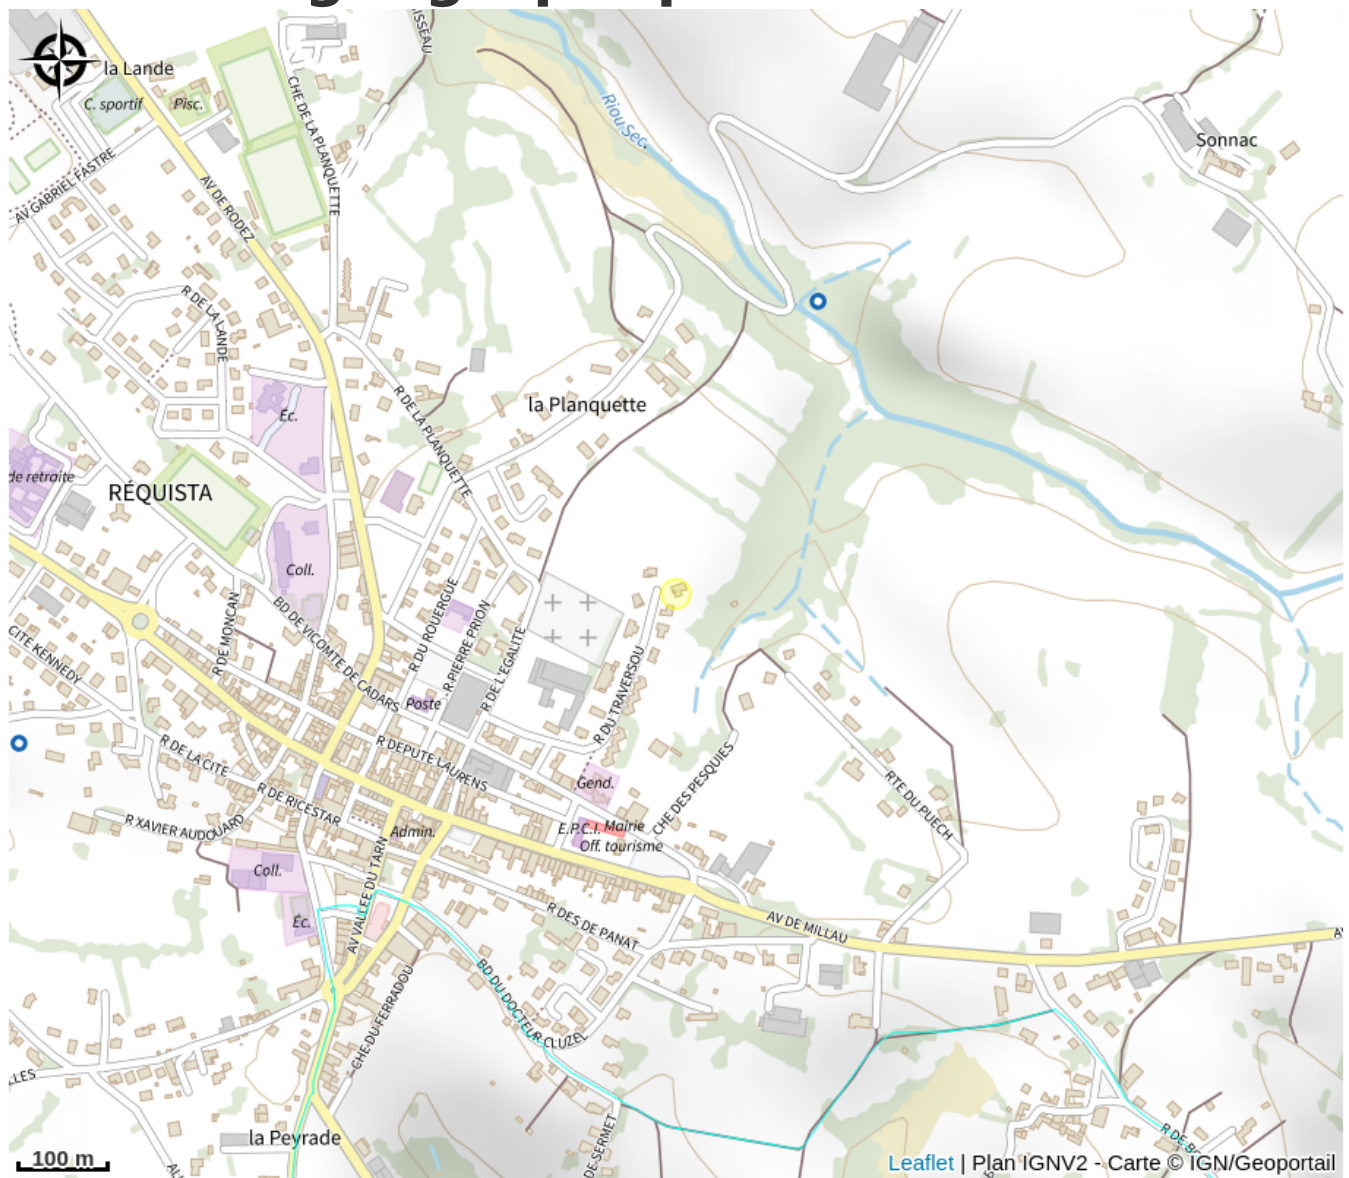 la Lande
C. sportif
Pisc.
CHE DE LA PLANQUETTE
Riou Sec.
Sonnac
AV GABRIEL FASTRE
AV DE RODEZ
R DE LA LANDE
Éc.
R DE LA PLANQUETTE
la Planquette
de retraite
RÉQUISTA
Coll.
BD DE VICOMTE DE CADARS
R DE MONCAN
R DU ROUERGUE
R PIERRE PRION
R DE L'EGALITE
CITE KENNEDY
Poste
R DU TRAVERSOU
R DEPUTE LAURENS
R DE LA CITE
R DE RICESTAR
Gend.
CHE DES PESQUIES
RTE DU PUECH
R XAVIER AUDOUARD
Admin.
E.P.C.I. Mairie
Off. tourisme
Coll.
AV VALLEE DU TARN
Éc.
R DES DE PANAT
AV DE MILLAU
BD DU DOCTEUR CLUZEL
CHE DU FERRADOU
la Peyrade
100 m
Leaflet | Plan IGNV2 - Carte © IGN/Geoportail